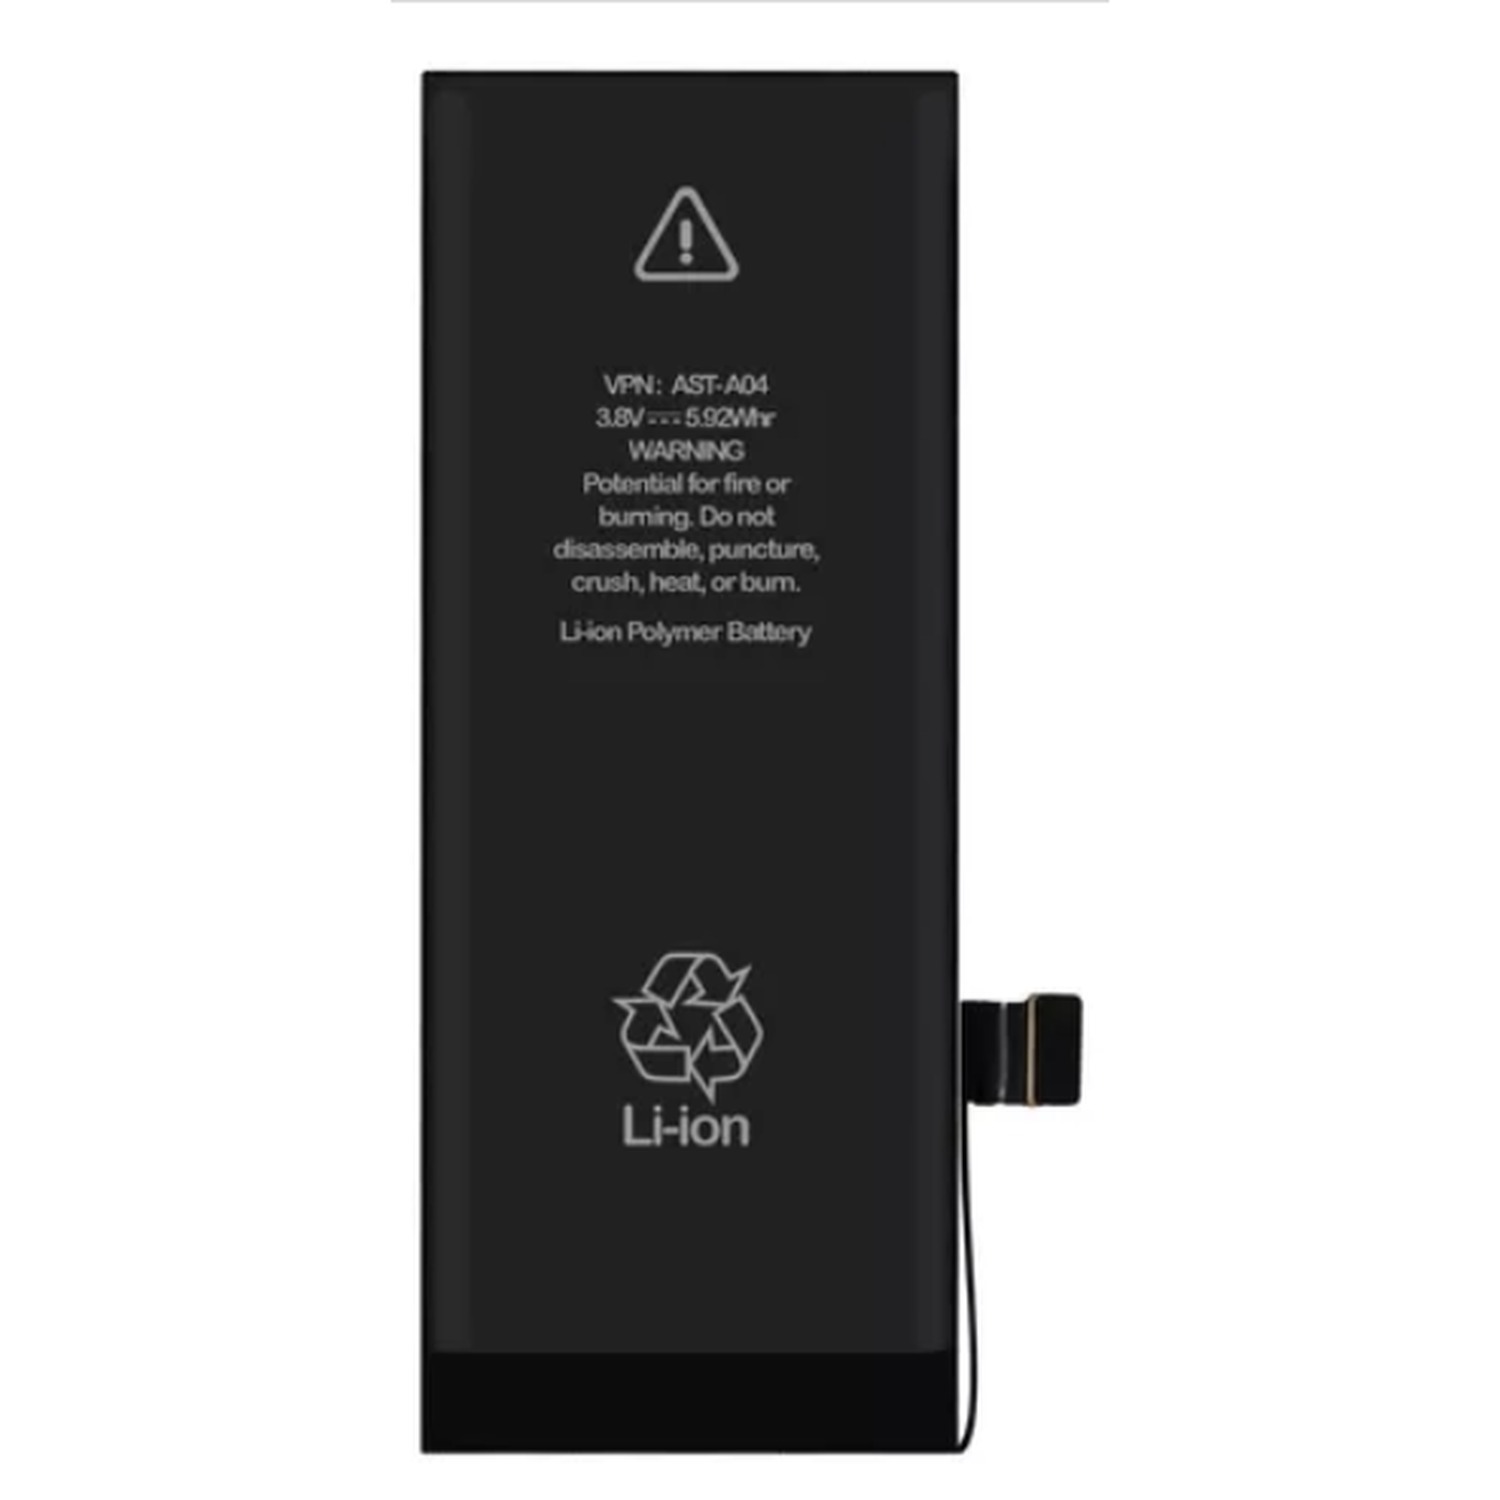 VPN: AST-A04
3.8V --- 5.92Whr
WARNING
Potential for fire or
burning. Do not
disassemble, puncture,
crush, heat, or burn.
Li-ion Polymer Battery
Li-ion